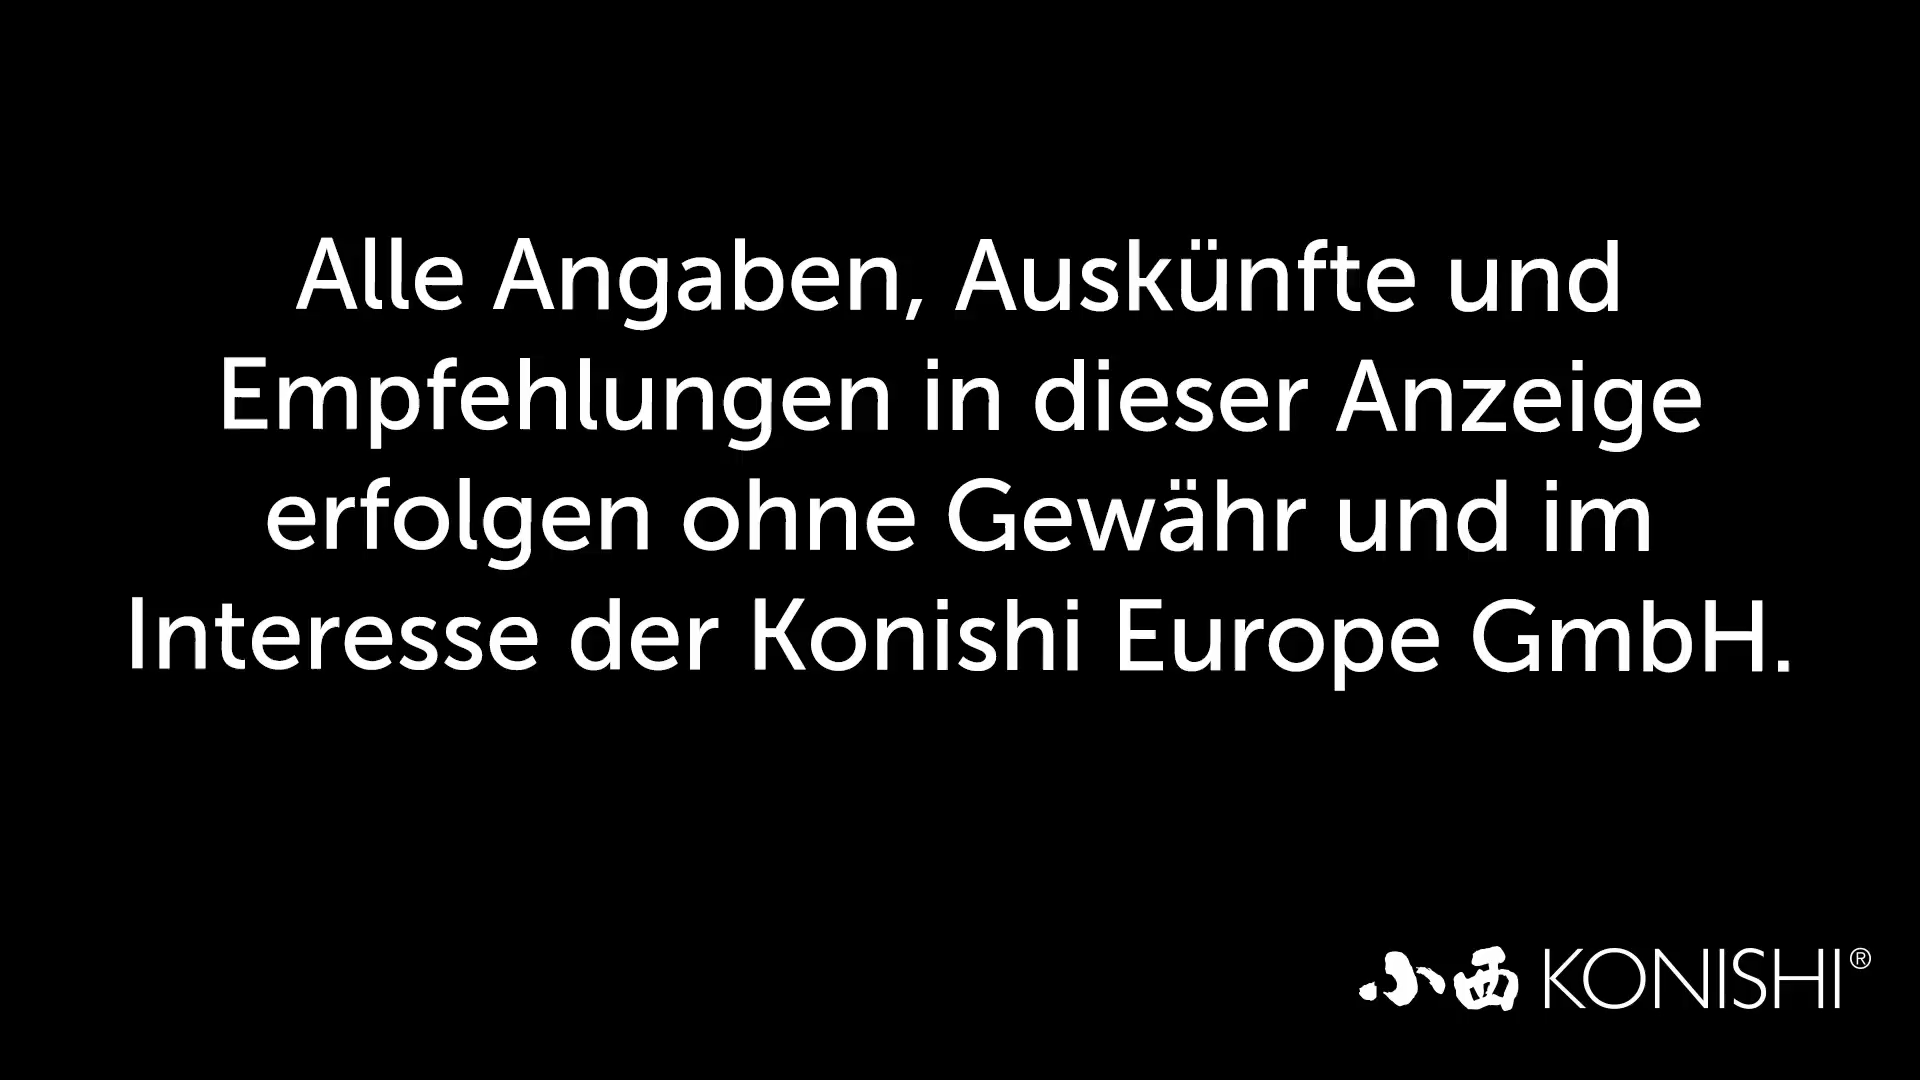 Alle Angaben, Auskünfte und
Empfehlungen in dieser Anzeige
erfolgen ohne Gewähr und im
Interesse der Konishi Europe GmbH.
小西 KONISHI®